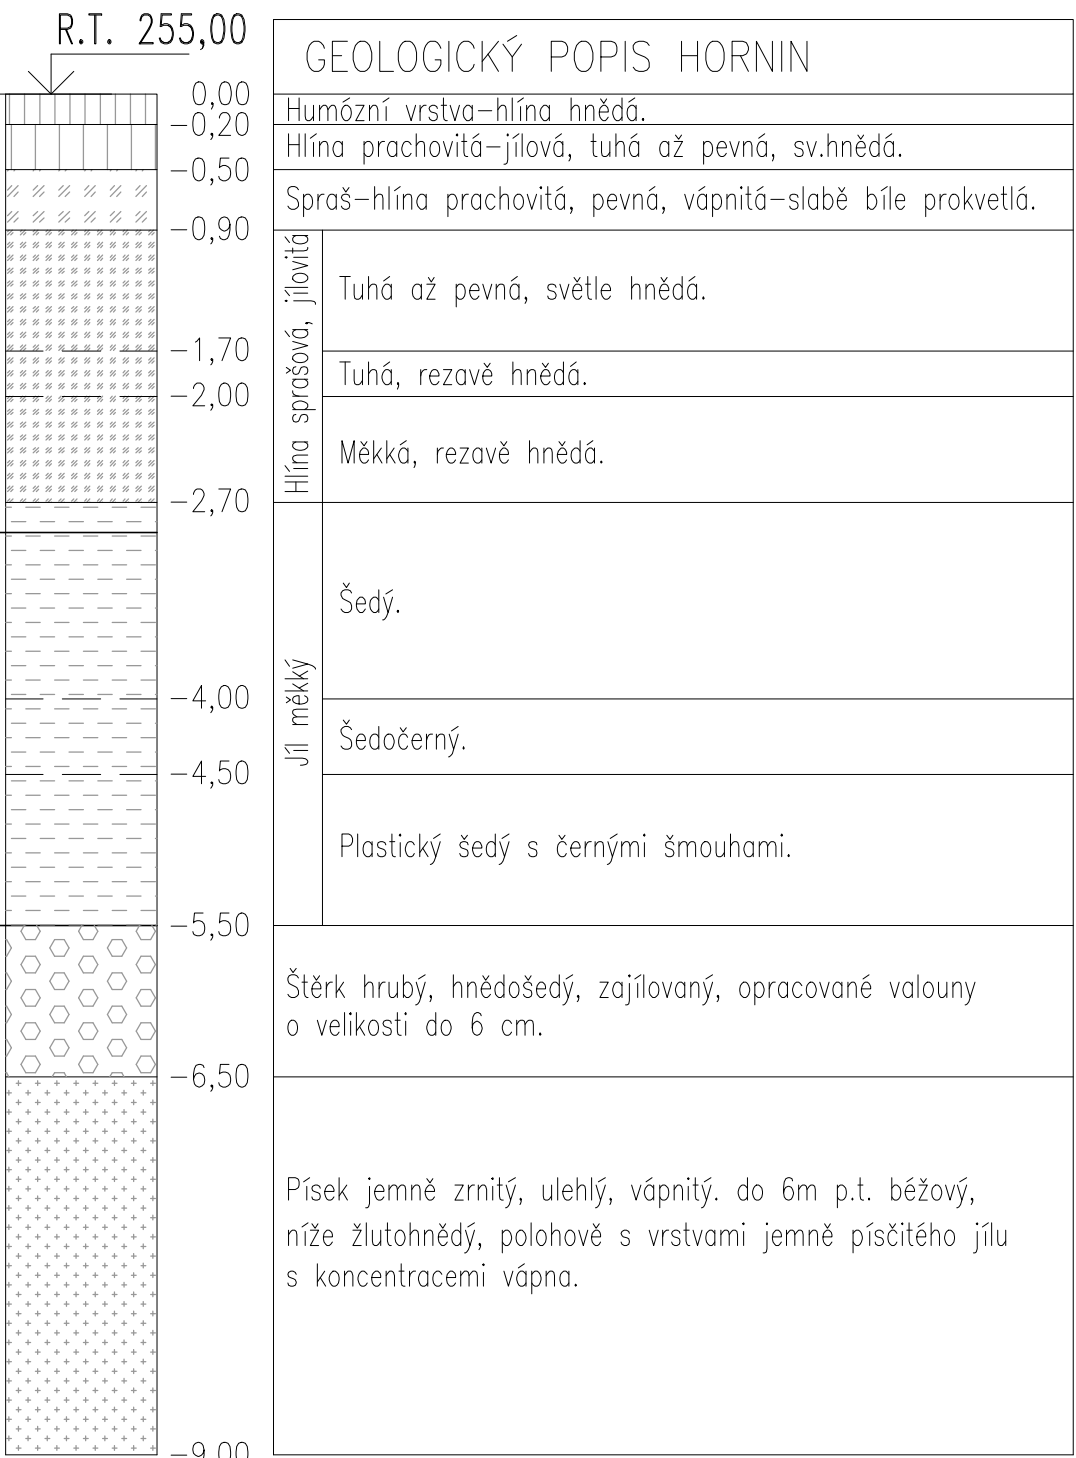 R.T. 255,00
GEOLOGICKÝ POPIS HORNIN
0,00
Humózní vrstva-hlína hnědá.
-0,20
Hlína prachovitá-jílová, tuhá až pevná, sv.hnědá.
-0,50
Spraš-hlína prachovitá, pevná, vápnitá-slabě bíle prokvetlá.
-0,90
Hlína sprašová, jílovitá
Tuhá až pevná, světle hnědá.
-1,70
Tuhá, rezavě hnědá.
-2,00
Měkká, rezavě hnědá.
-2,70
Jíl měkký
Šedý.
-4,00
Šedočerný.
-4,50
Plastický šedý s černými šmouhami.
-5,50
Štěrk hrubý, hnědošedý, zajílovaný, opracované valouny
o velikosti do 6 cm.
-6,50
Písek jemně zrnitý, ulehlý, vápnitý. do 6m p.t. béžový,
níže žlutohnědý, polohově s vrstvami jemně písčitého jílu
s koncentracemi vápna.
-9,00